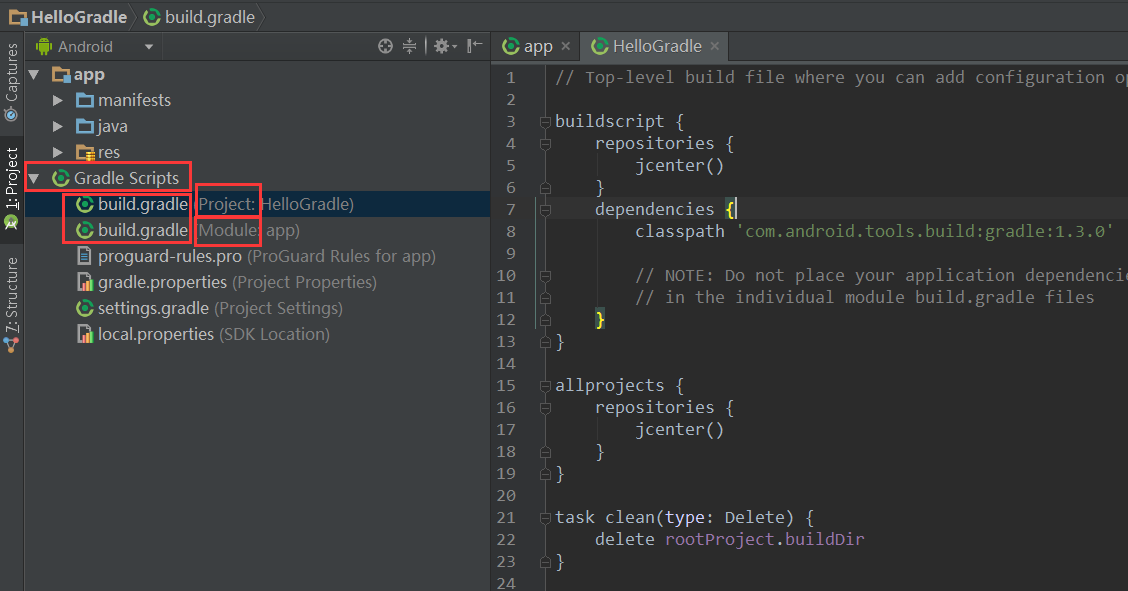 HelloGradle build.gradle
Android
Captures
1: Project
Z: Structure
app
manifests
java
res
Gradle Scripts
build.gradle (Project: HelloGradle)
build.gradle (Module: app)
proguard-rules.pro (ProGuard Rules for app)
gradle.properties (Project Properties)
settings.gradle (Project Settings)
local.properties (SDK Location)
app HelloGradle
1 // Top-level build file where you can add configuration op
2
3 buildscript {
4 repositories {
5 jcenter()
6 }
7 dependencies {
8 classpath 'com.android.tools.build:gradle:1.3.0'
9
10 // NOTE: Do not place your application dependencie
11 // in the individual module build.gradle files
12 }
13 }
14
15 allprojects {
16 repositories {
17 jcenter()
18 }
19 }
20
21 task clean(type: Delete) {
22 delete rootProject.buildDir
23 }
24